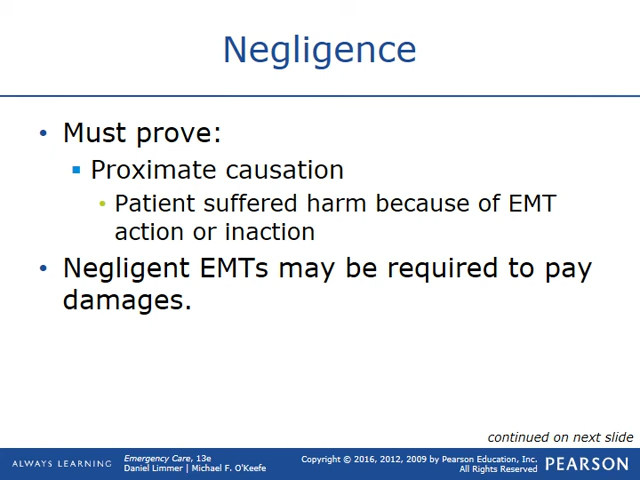 Negligence
• Must prove:
▪ Proximate causation
• Patient suffered harm because of EMT
action or inaction
• Negligent EMTs may be required to pay
damages.
continued on next slide
ALWAYS LEARNING
Emergency Care, 13e
Daniel Limmer | Michael F. O'Keefe
Copyright © 2016, 2012, 2009 by Pearson Education, Inc.
All Rights Reserved
PEARSON